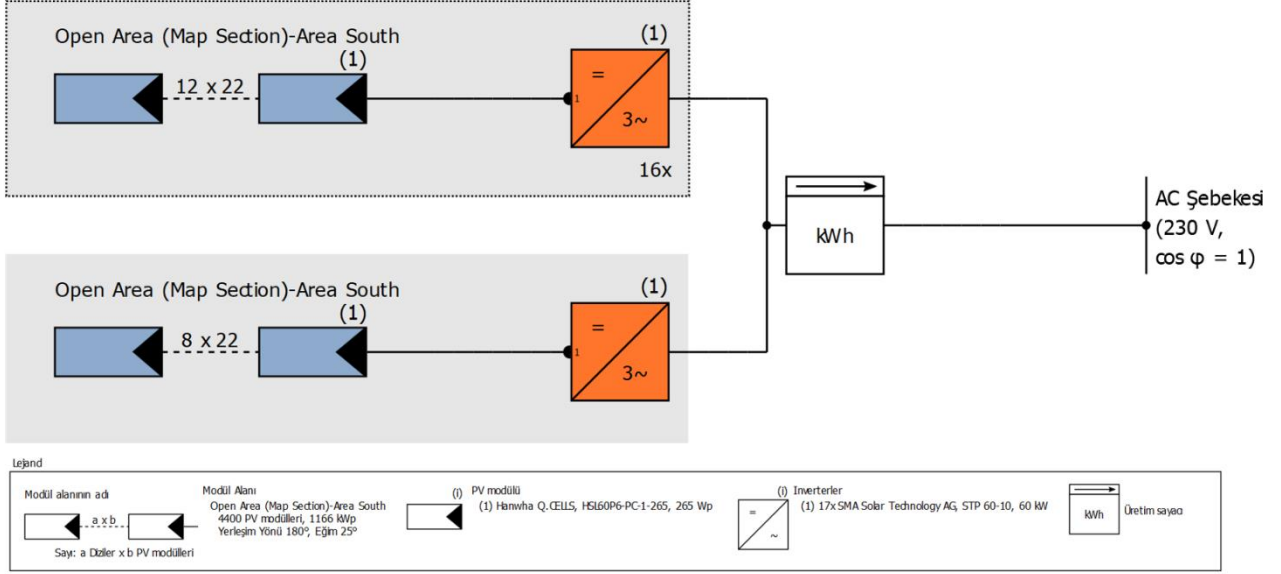 Open Area (Map Section)-Area South
(1)
(1)
12 x 22
=
1
3~
16x
kWh
AC Şebekesi
(230 V,
cos φ = 1)
Open Area (Map Section)-Area South
(1)
(1)
8 x 22
=
1
3~
Lejand
Modül alanının adı
a x b
Sayı: a Diziler x b PV modülleri
Modül Alanı
Open Area (Map Section)-Area South
4400 PV modülleri, 1166 kWp
Yerleşim Yönü 180°, Eğim 25°
(i) PV modülü
(1) Hanwha Q.CELLS, HSL60P6-PC-1-265, 265 Wp
=
~
(i) Inverterler
(1) 17x SMA Solar Technology AG, STP 60-10, 60 kW
kWh
Üretim sayacı